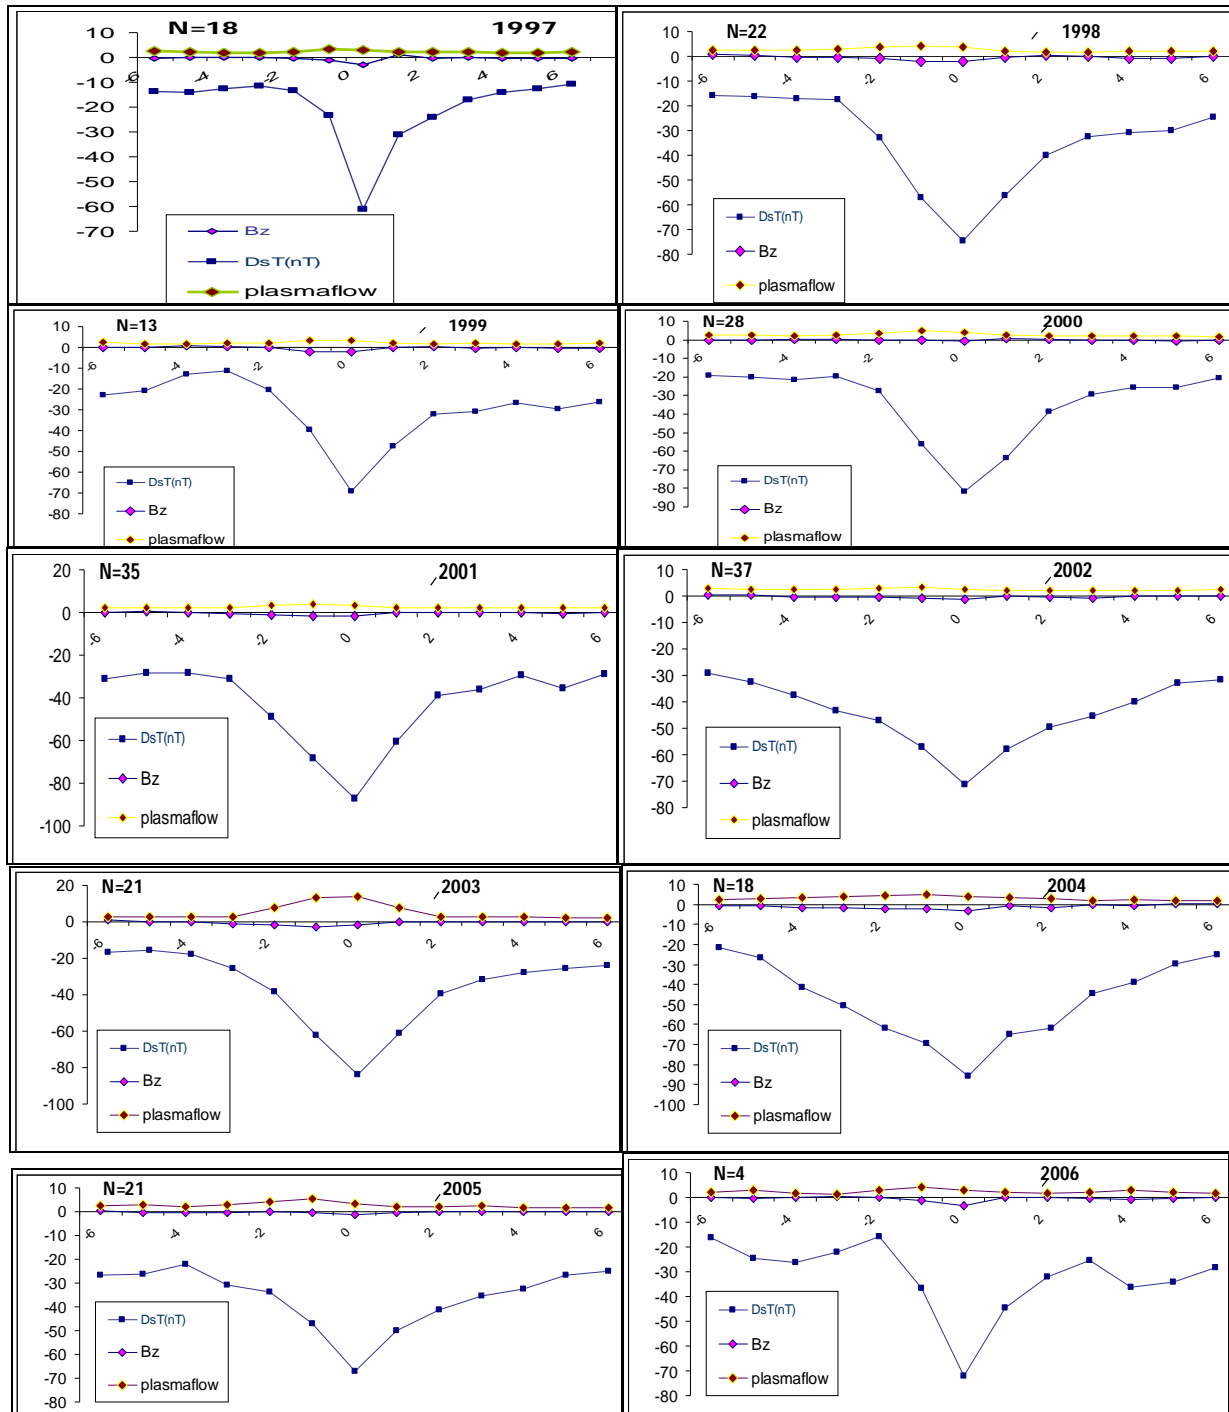 N=18 1997
10
0
-10
-20
-30
-40
-50
-60
-70
-6 -4 -2 0 2 4 6
Bz
DsT(nT)
plasmaflow
N=22 1998
10
0
-10
-20
-30
-40
-50
-60
-70
-80
-6 -4 -2 0 2 4 6
DsT(nT)
Bz
plasmaflow
N=13 1999
10
0
-10
-20
-30
-40
-50
-60
-70
-80
-6 -4 -2 0 2 4 6
DsT(nT)
Bz
plasmaflow
N=28 2000
10
0
-10
-20
-30
-40
-50
-60
-70
-80
-90
-6 -4 -2 0 2 4 6
DsT(nT)
Bz
plasmaflow
N=35 2001
20
0
-20
-40
-60
-80
-100
-6 -4 -2 0 2 4 6
DsT(nT)
Bz
plasmaflow
N=37 2002
10
0
-10
-20
-30
-40
-50
-60
-70
-80
-6 -4 -2 0 2 4 6
DsT(nT)
Bz
plasmaflow
N=21 2003
20
0
-20
-40
-60
-80
-100
-6 -4 -2 0 2 4 6
DsT(nT)
Bz
plasmaflow
N=18 2004
10
0
-10
-20
-30
-40
-50
-60
-70
-80
-90
-100
-6 -4 -2 0 2 4 6
DsT(nT)
Bz
plasmaflow
N=21 2005
10
0
-10
-20
-30
-40
-50
-60
-70
-80
-6 -4 -2 0 2 4 6
DsT(nT)
Bz
plasmaflow
N=4 2006
10
0
-10
-20
-30
-40
-50
-60
-70
-80
-6 -4 -2 0 2 4 6
DsT(nT)
Bz
plasmaflow